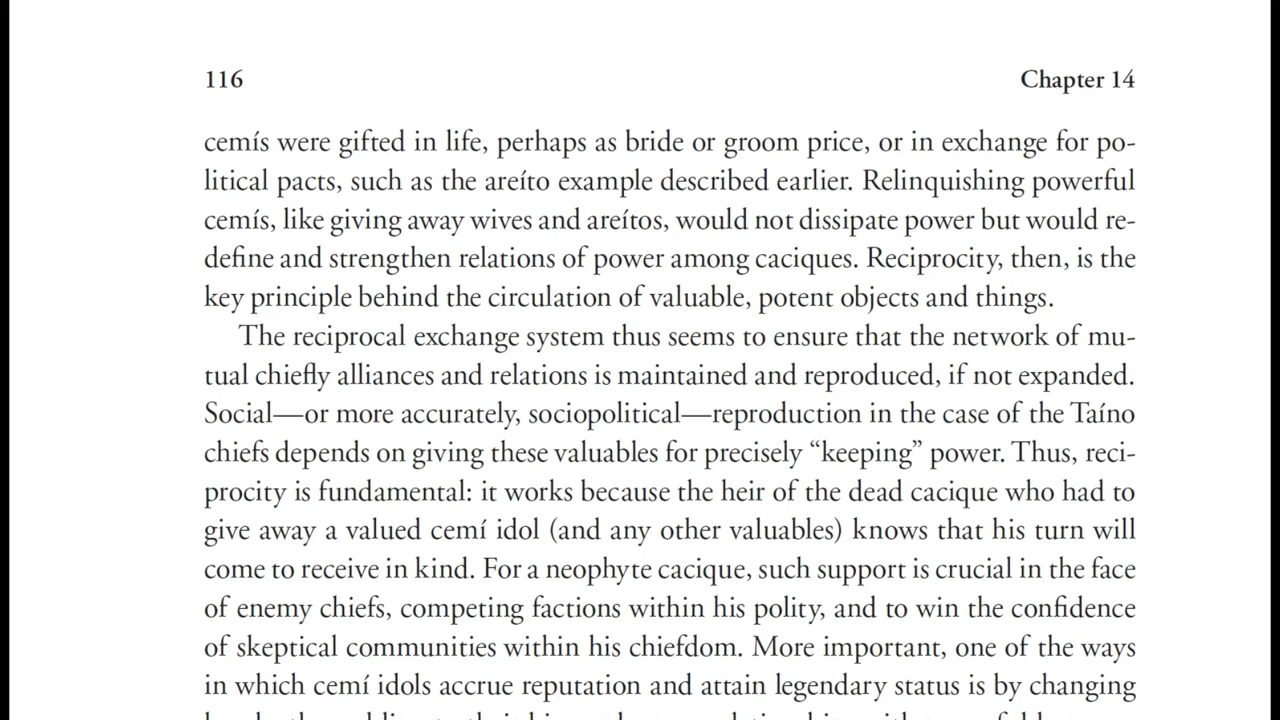 116 Chapter 14
cemís were gifted in life, perhaps as bride or groom price, or in exchange for po-
litical pacts, such as the areíto example described earlier. Relinquishing powerful
cemís, like giving away wives and areítos, would not dissipate power but would re-
define and strengthen relations of power among caciques. Reciprocity, then, is the
key principle behind the circulation of valuable, potent objects and things.
The reciprocal exchange system thus seems to ensure that the network of mu-
tual chiefly alliances and relations is maintained and reproduced, if not expanded.
Social—or more accurately, sociopolitical—reproduction in the case of the Taíno
chiefs depends on giving these valuables for precisely “keeping” power. Thus, reci-
procity is fundamental: it works because the heir of the dead cacique who had to
give away a valued cemí idol (and any other valuables) knows that his turn will
come to receive in kind. For a neophyte cacique, such support is crucial in the face
of enemy chiefs, competing factions within his polity, and to win the confidence
of skeptical communities within his chiefdom. More important, one of the ways
in which cemí idols accrue reputation and attain legendary status is by changing